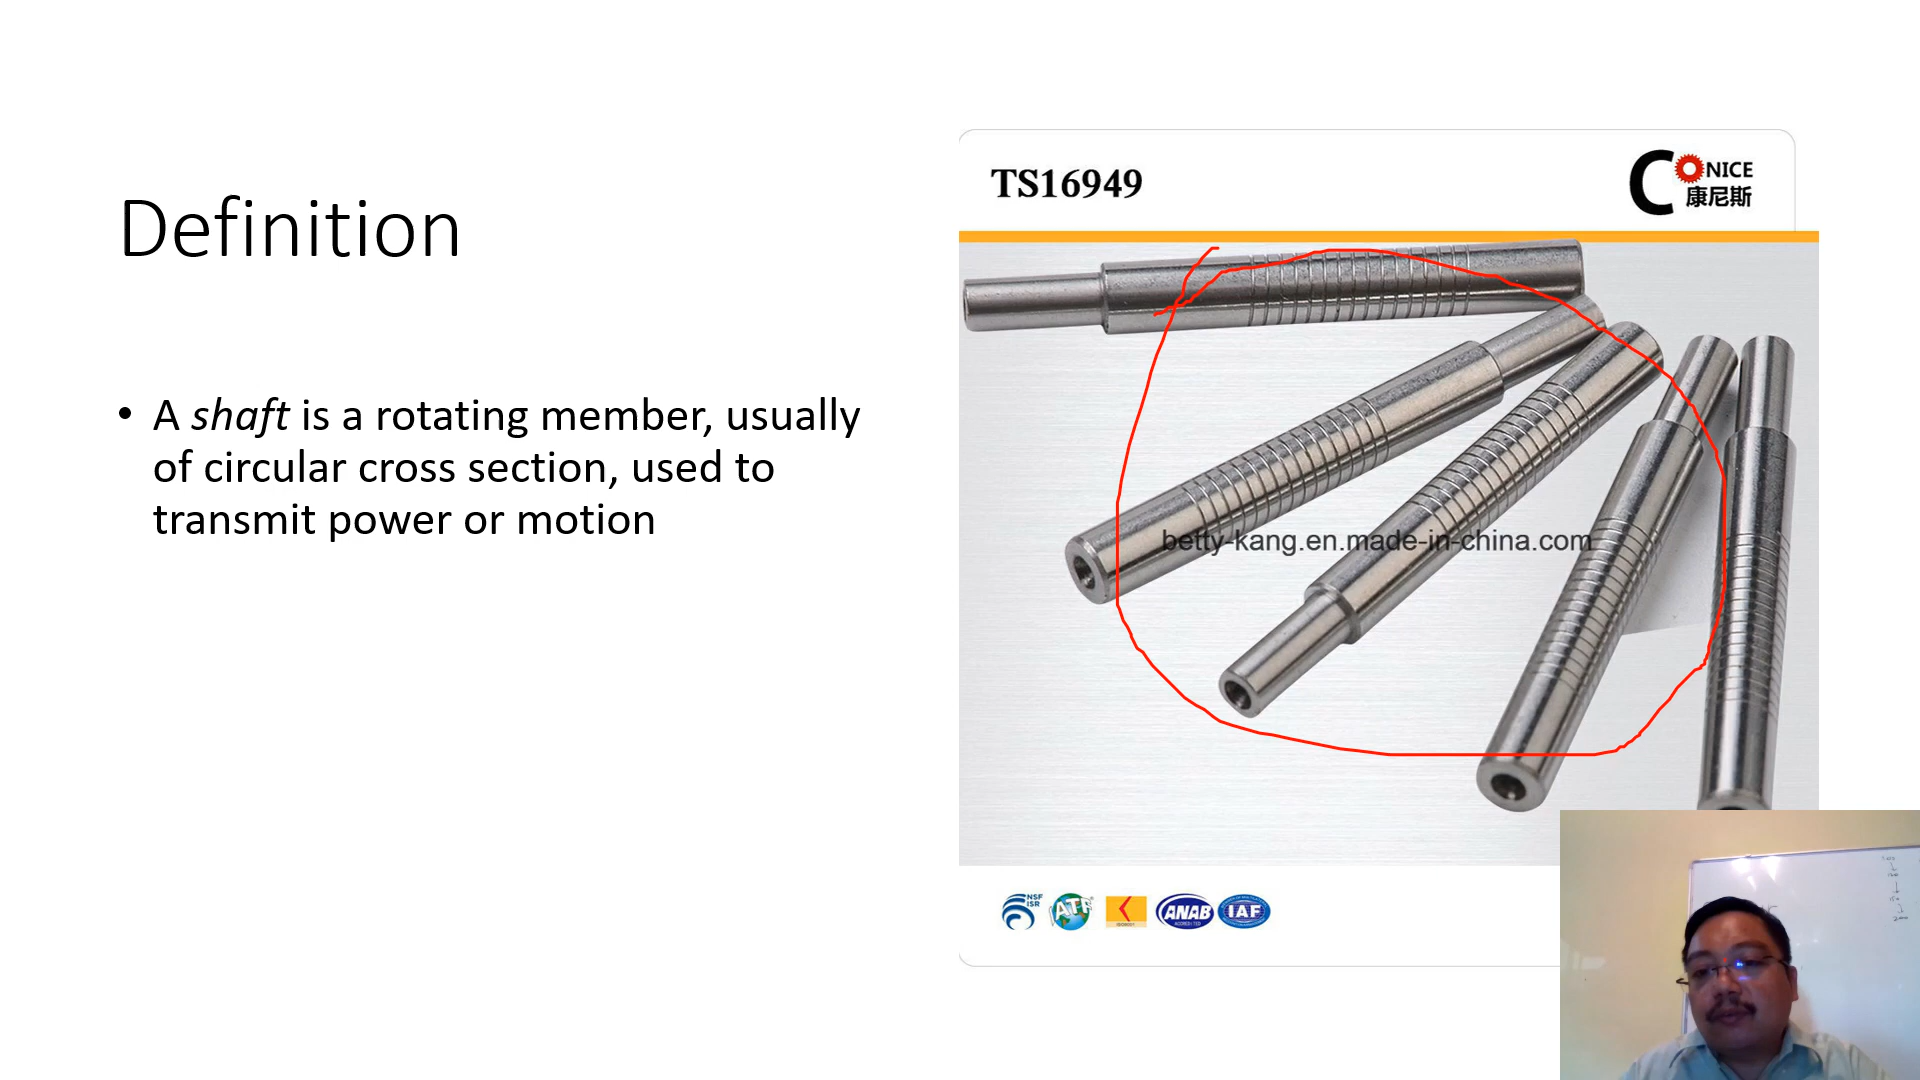 Definition
• A shaft is a rotating member, usually
of circular cross section, used to
transmit power or motion
TS16949
CONICE
康尼斯
betty-kang.en.made-in-china.com
NSF
ISR
ATF
ANAB
IAF